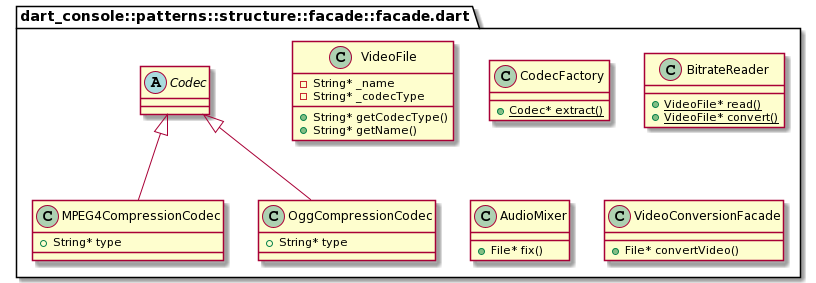 dart_console::patterns::structure::facade::facade.dart
A Codec
C VideoFile
String* _name
String* _codecType
String* getCodecType()
String* getName()
C CodecFactory
Codec* extract()
C BitrateReader
VideoFile* read()
VideoFile* convert()
C MPEG4CompressionCodec
String* type
C OggCompressionCodec
String* type
C AudioMixer
File* fix()
C VideoConversionFacade
File* convertVideo()